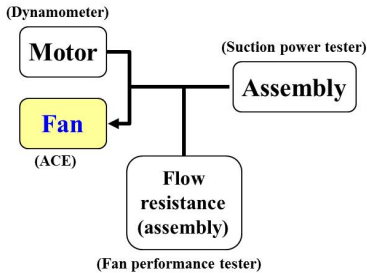 (Dynamometer)
Motor
(Suction power tester)
Assembly
Fan
(ACE)
Flow
resistance
(assembly)
(Fan performance tester)